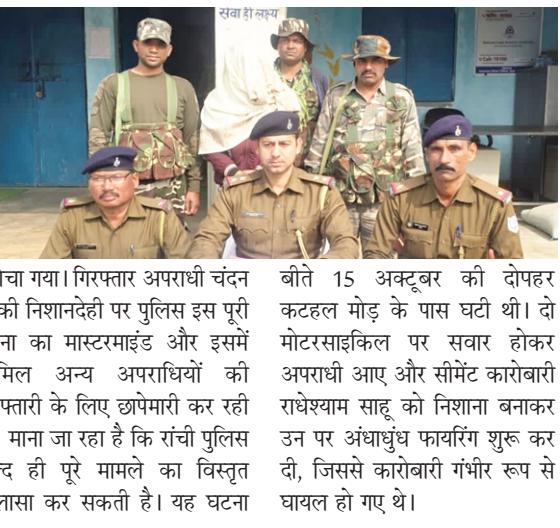 सेवा ही लक्ष्य
चा गया। गिरफ्तार अपराधी चंदन
की निशानदेही पर पुलिस इस पूरी
ना का मास्टरमाइंड और इसमें
मिल अन्य अपराधियों की
फ्तारी के लिए छापेमारी कर रही
माना जा रहा है कि रांची पुलिस
द ही पूरे मामले का विस्तृत
लासा कर सकती है। यह घटना
बीते 15 अक्टूबर की दोपहर
कटहल मोड़ के पास घटी थी। दो
मोटरसाइकिल पर सवार होकर
अपराधी आए और सीमेंट कारोबारी
राधेश्याम साहू को निशाना बनाकर
उन पर अंधाधुंध फायरिंग शुरू कर
दी, जिससे कारोबारी गंभीर रूप से
घायल हो गए थे।